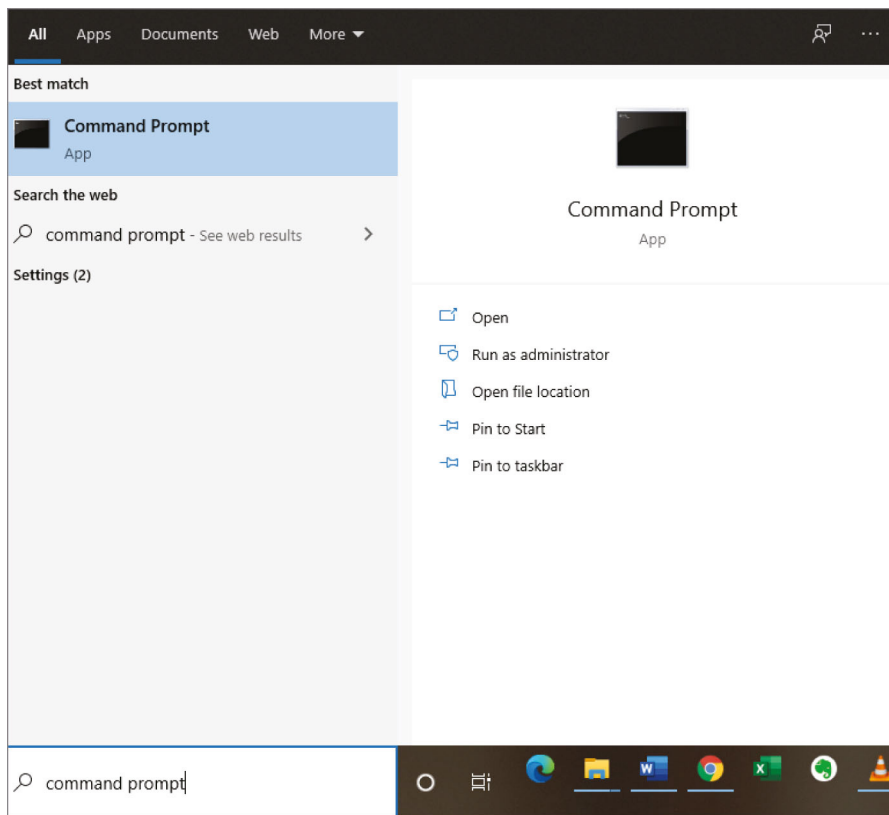 All Apps Documents Web More
Best match
Command Prompt
App
Search the web
command prompt - See web results
Settings (2)
Command Prompt
App
Open
Run as administrator
Open file location
Pin to Start
Pin to taskbar
command prompt